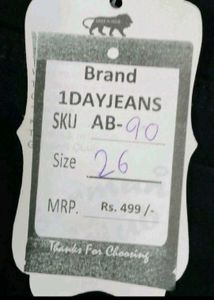 Brand
1DAYJEANS
SKU AB-90
Size 26
MRP. Rs. 499 /-
Thanks For Choosing